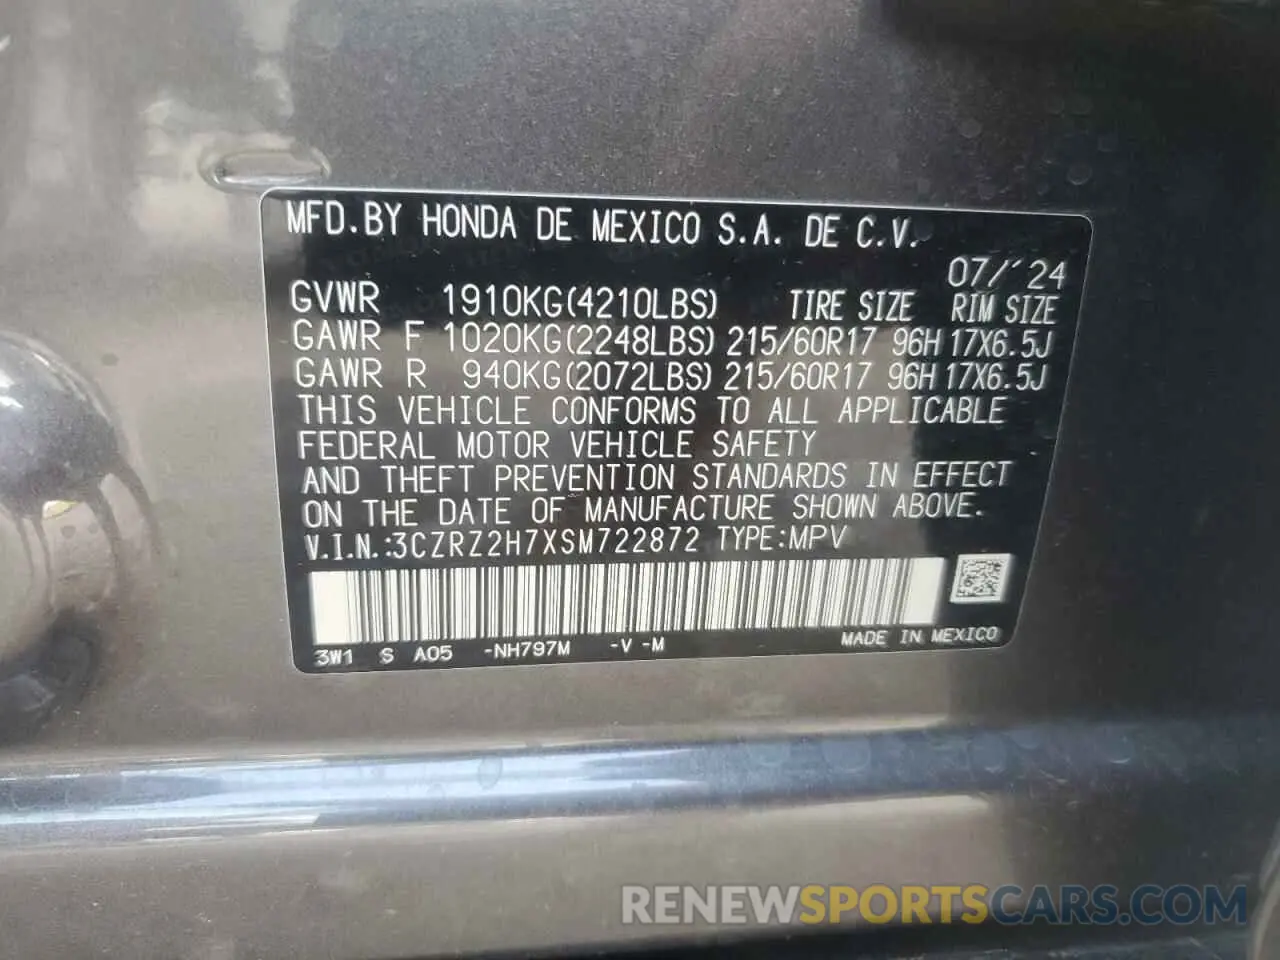 MFD.BY HONDA DE MEXICO S.A. DE C.V.
07/´24
GVWR 1910KG(4210LBS) TIRE SIZE RIM SIZE
GAWR F 1020KG(2248LBS) 215/60R17 96H 17X6.5J
GAWR R 940KG(2072LBS) 215/60R17 96H 17X6.5J
THIS VEHICLE CONFORMS TO ALL APPLICABLE
FEDERAL MOTOR VEHICLE SAFETY
AND THEFT PREVENTION STANDARDS IN EFFECT
ON THE DATE OF MANUFACTURE SHOWN ABOVE.
V.I.N.:3CZRZ2H7XSM722872 TYPE:MPV
3W1 S A05 -NH797M -V -M MADE IN MEXICO
RENEWSPORTSCARS.COM